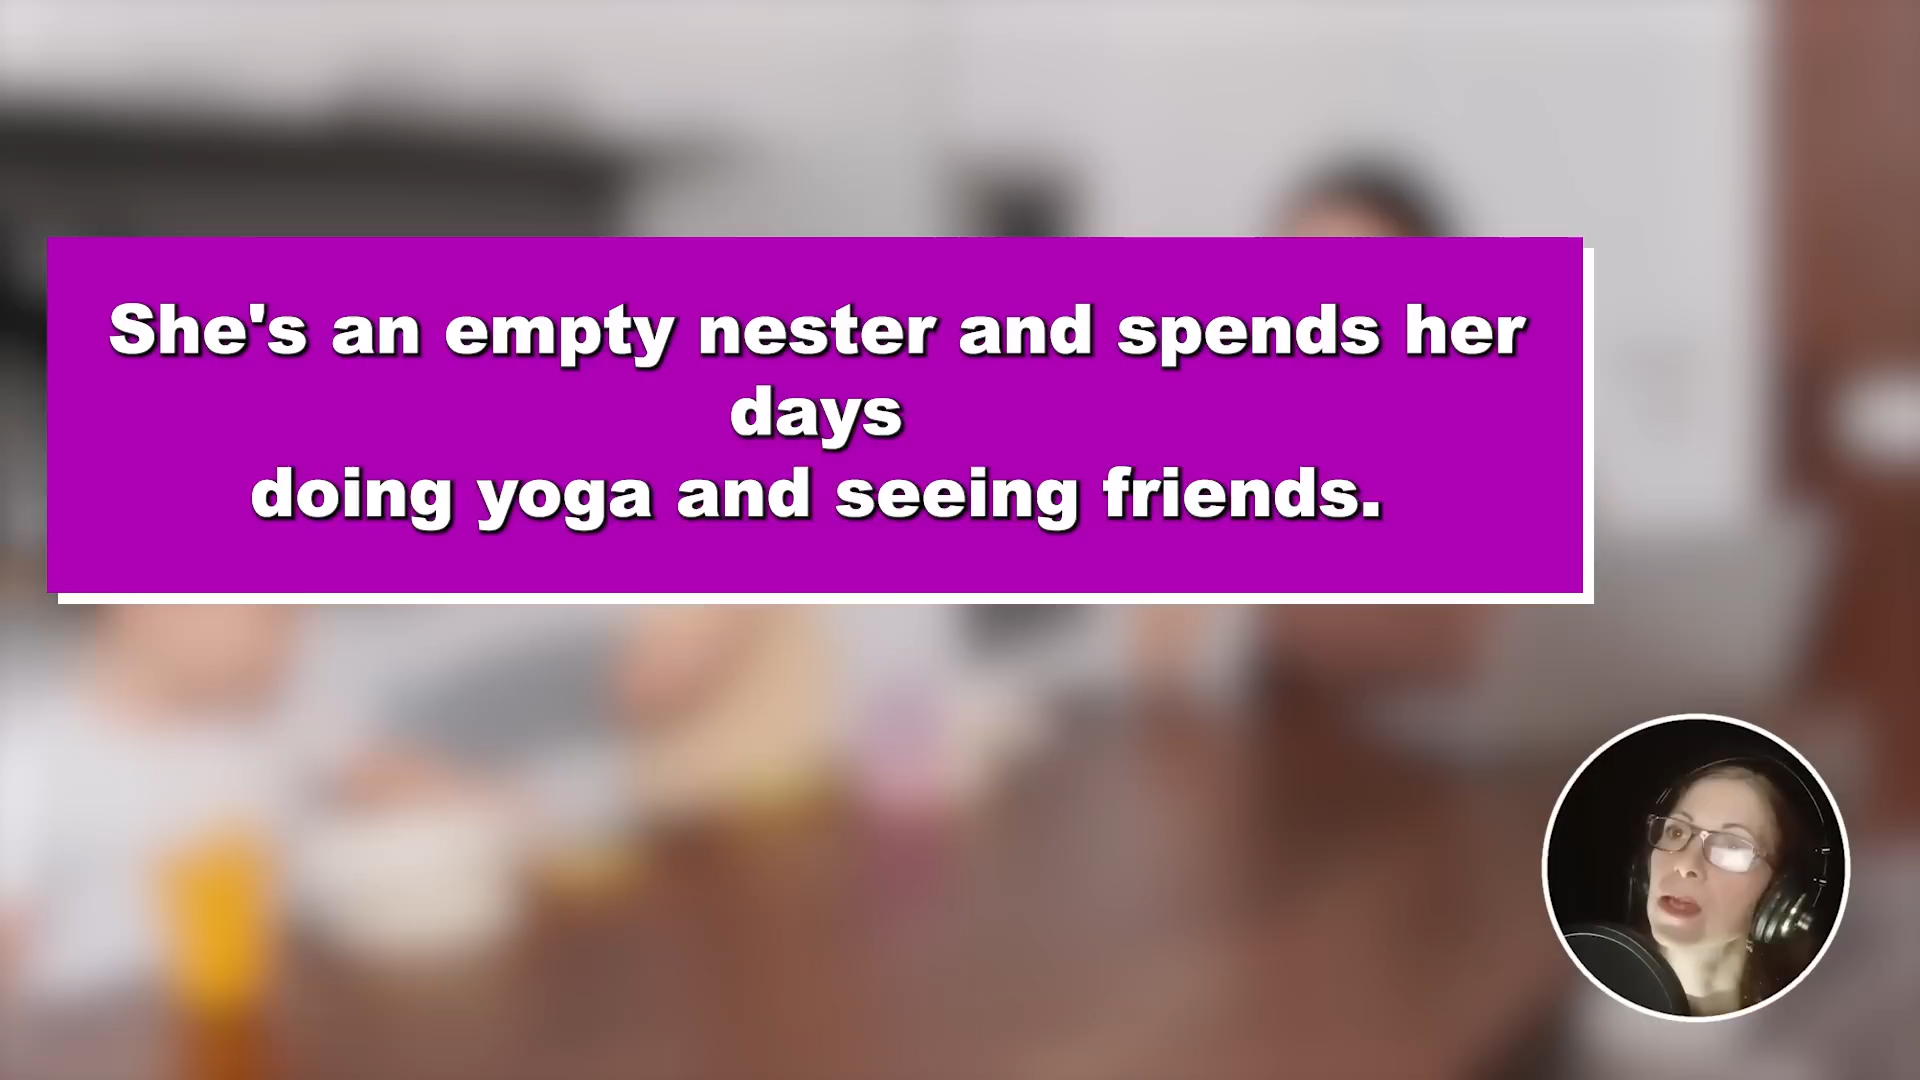 She's an empty nester and spends her
days
doing yoga and seeing friends.